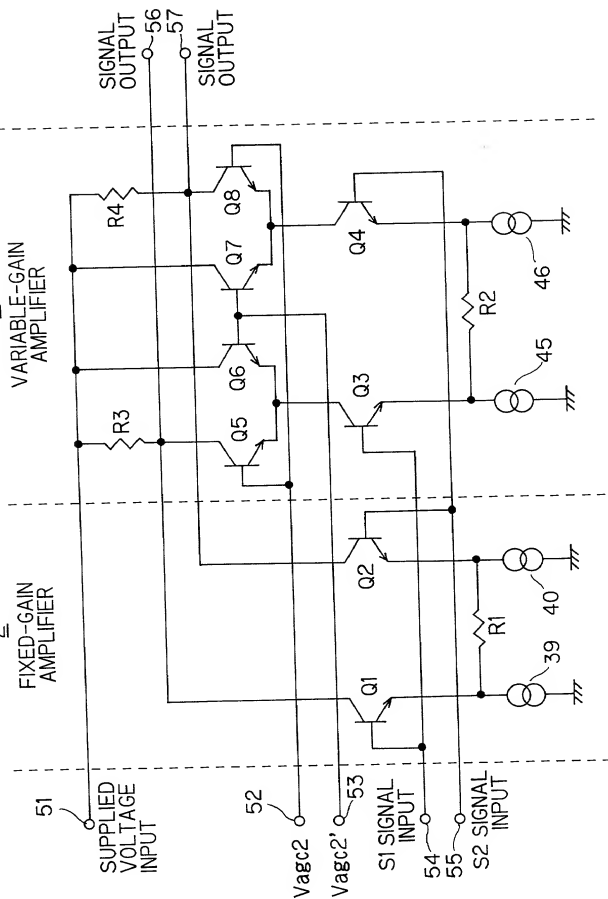 FIXED-GAIN
AMPLIFIER
VARIABLE-GAIN
AMPLIFIER
51
SUPPLIED
VOLTAGE
INPUT
SIGNAL
OUTPUT
56
57
SIGNAL
OUTPUT
R3
R4
Q5
Q6
Q7
Q8
52
Vagc2
Vagc2'
53
Q1
Q2
Q3
Q4
S1 SIGNAL
INPUT
54
55
S2 SIGNAL
INPUT
R1
R2
39
40
45
46